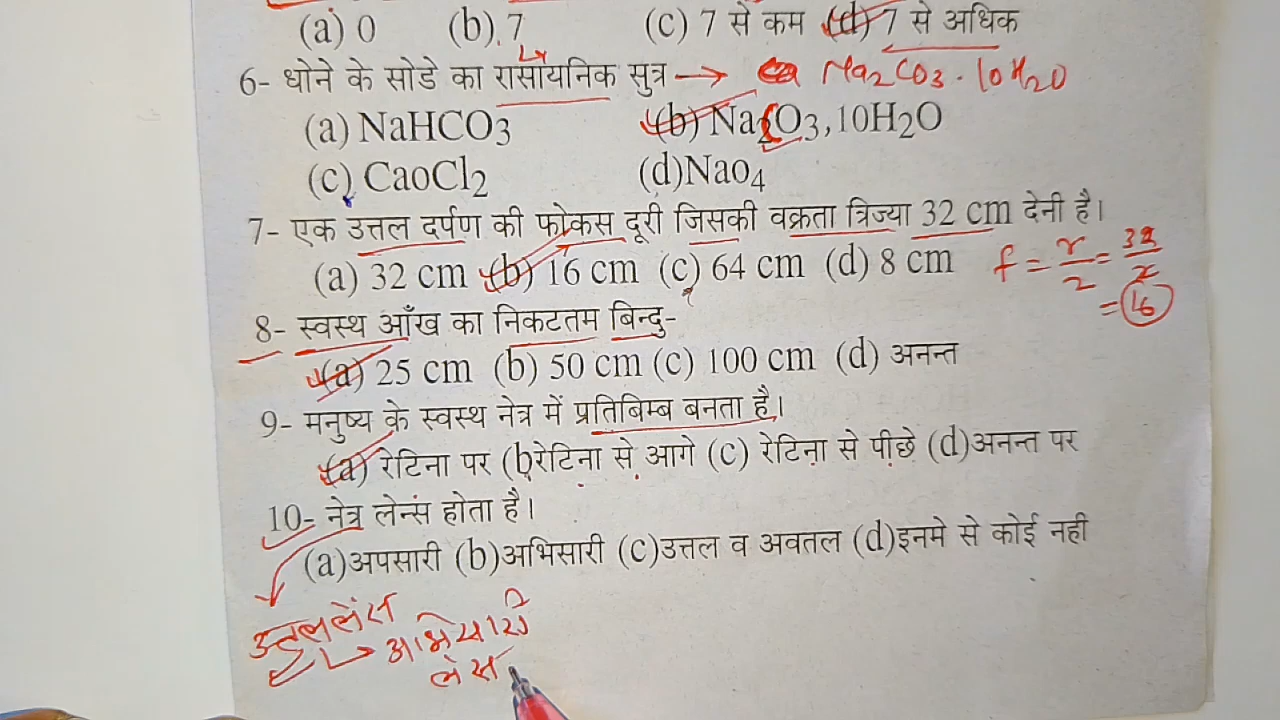 (a) 0 (b) 7 (c) 7 से कम (d) 7 से अधिक
6- धोने के सोडे का रासायनिक सुत्र → Na2CO3.10H2O
(a) NaHCO3 (b) Na2CO3,10H2O
(c) CaoCl2 (d)Nao4
7- एक उत्तल दर्पण की फोकस दूरी जिसकी वक्रता त्रिज्या 32 cm देनी है।
(a) 32 cm (b) 16 cm (c) 64 cm (d) 8 cm f = r/2 = 32/2
= 16
8- स्वस्थ आँख का निकटतम बिन्दु-
(a) 25 cm (b) 50 cm (c) 100 cm (d) अनन्त
9- मनुष्य के स्वस्थ नेत्र में प्रतिबिम्ब बनता है।
(a) रेटिना पर (b)रेटिना से आगे (c) रेटिना से पीछे (d)अनन्त पर
10- नेत्र लेन्स होता है।
(a)अपसारी (b)अभिसारी (c)उत्तल व अवतल (d)इनमे से कोई नही
उत्तल लेंस
→ अभिसारी
लेंस